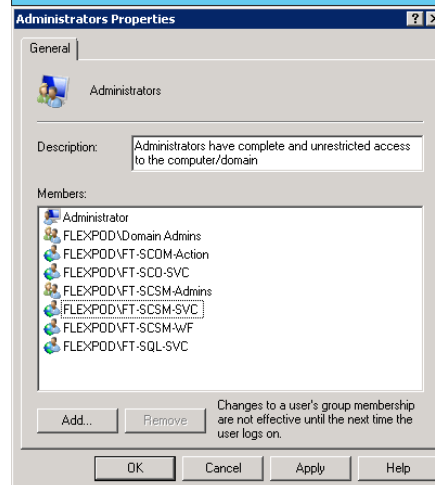 Administrators Properties
General
Administrators
Description:
Administrators have complete and unrestricted access
to the computer/domain
Members:
Administrator
FLEXPOD\Domain Admins
FLEXPOD\FT-SCOM-Action
FLEXPOD\FT-SCO-SVC
FLEXPOD\FT-SCSM-Admins
FLEXPOD\FT-SCSM-SVC
FLEXPOD\FT-SCSM-WF
FLEXPOD\FT-SQL-SVC
Add...
Remove
Changes to a user's group membership
are not effective until the next time the
user logs on.
OK
Cancel
Apply
Help